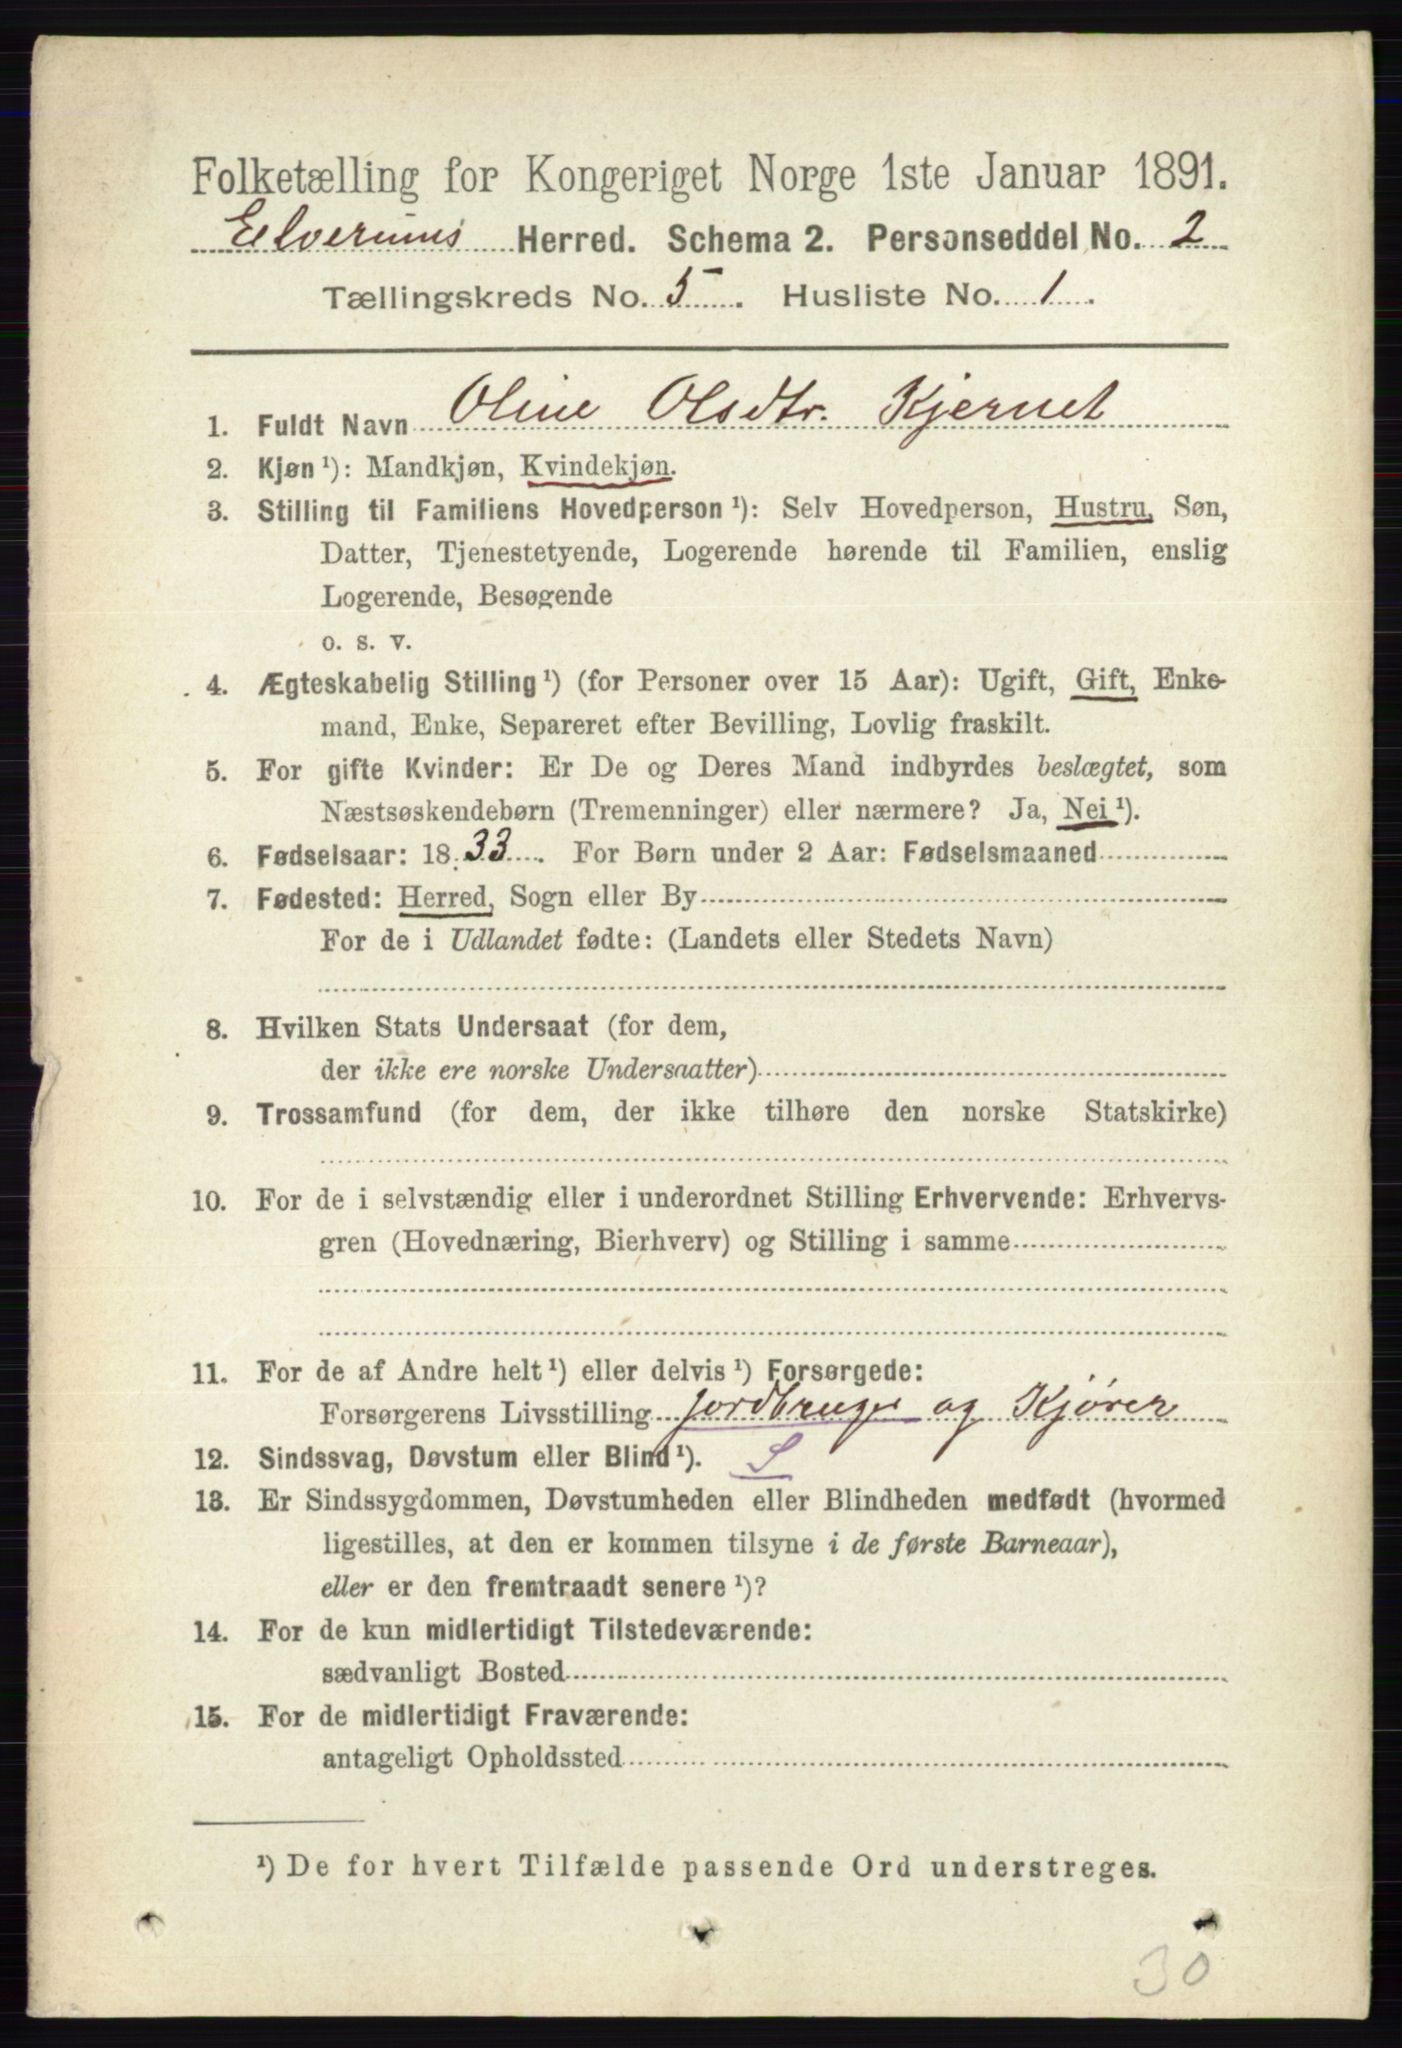 Folketælling for Kongeriget Norge 1ste Januar 1891.
Elverums Herred. Schema 2. Personseddel No. 2
Tællingskreds No. 5. Husliste No. 1.
1. Fuldt Navn Oline Olsdtr. Kjernet
2. Kjøn ¹): Mandkjøn, Kvindekjøn.
3. Stilling til Familiens Hovedperson ¹): Selv Hovedperson, Hustru, Søn,
Datter, Tjenestetyende, Logerende hørende til Familien, enslig
Logerende, Besøgende
o. s. v.
4. Ægteskabelig Stilling ¹) (for Personer over 15 Aar): Ugift, Gift, Enke-
mand, Enke, Separeret efter Bevilling, Lovlig fraskilt.
5. For gifte Kvinder: Er De og Deres Mand indbyrdes beslægtet, som
Næstsøskendebørn (Tremenninger) eller nærmere? Ja, Nei ¹).
6. Fødselsaar: 1833. For Børn under 2 Aar: Fødselsmaaned
7. Fødested: Herred, Sogn eller By
For de i Udlandet fødte: (Landets eller Stedets Navn)
8. Hvilken Stats Undersaat (for dem,
der ikke ere norske Undersaatter)
9. Trossamfund (for dem, der ikke tilhøre den norske Statskirke)
10. For de i selvstændig eller i underordnet Stilling Erhvervende: Erhvervs-
gren (Hovednæring, Bierhverv) og Stilling i samme
11. For de af Andre helt ¹) eller delvis ¹) Forsørgede:
Forsørgerens Livsstilling jordbruger og Kjører
12. Sindssvag, Døvstum eller Blind ¹). S
13. Er Sindssygdommen, Døvstumheden eller Blindheden medfødt (hvormed
ligestilles, at den er kommen tilsyne i de første Barneaar),
eller er den fremtraadt senere ¹)?
14. For de kun midlertidigt Tilstedeværende:
sædvanligt Bosted
15. For de midlertidigt Fraværende:
antageligt Opholdssted
¹) De for hvert Tilfælde passende Ord understreges.
30